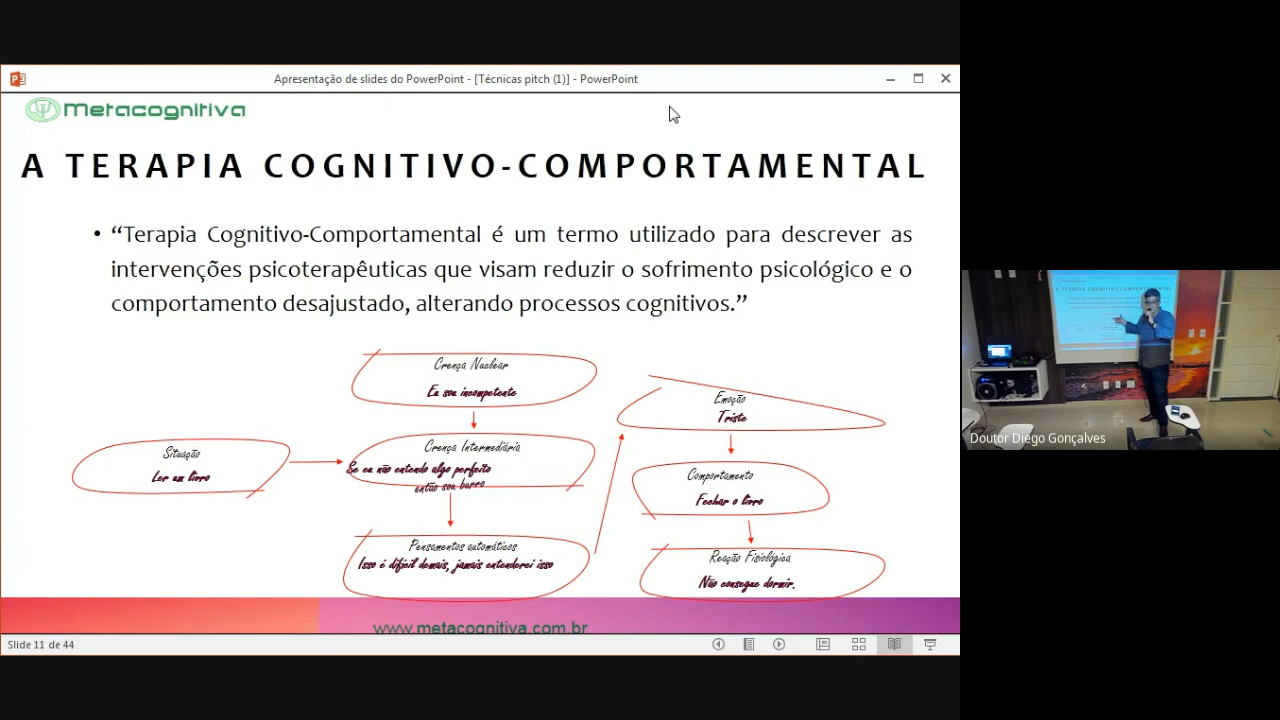 Apresentação de slides do PowerPoint - [Técnicas pitch (1)] - PowerPoint
Metacognitiva
A TERAPIA COGNITIVO-COMPORTAMENTAL
• “Terapia Cognitivo-Comportamental é um termo utilizado para descrever as
intervenções psicoterapêuticas que visam reduzir o sofrimento psicológico e o
comportamento desajustado, alterando processos cognitivos.”
Crença Nuclear
Eu sou incompetente
Situação
Ler um livro
Crença Intermediária
Se eu não entendo algo perfeito
então sou burro
Pensamentos automáticos
Isso é difícil demais, jamais entenderei isso
Emoção
Triste
Comportamento
Fechar o livro
Reação Fisiológica
Não consegue dormir.
www.metacognitiva.com.br
Slide 11 de 44
A TERAPIA COGNITIVO-COMPORTAMENTAL
Doutor Diego Gonçalves